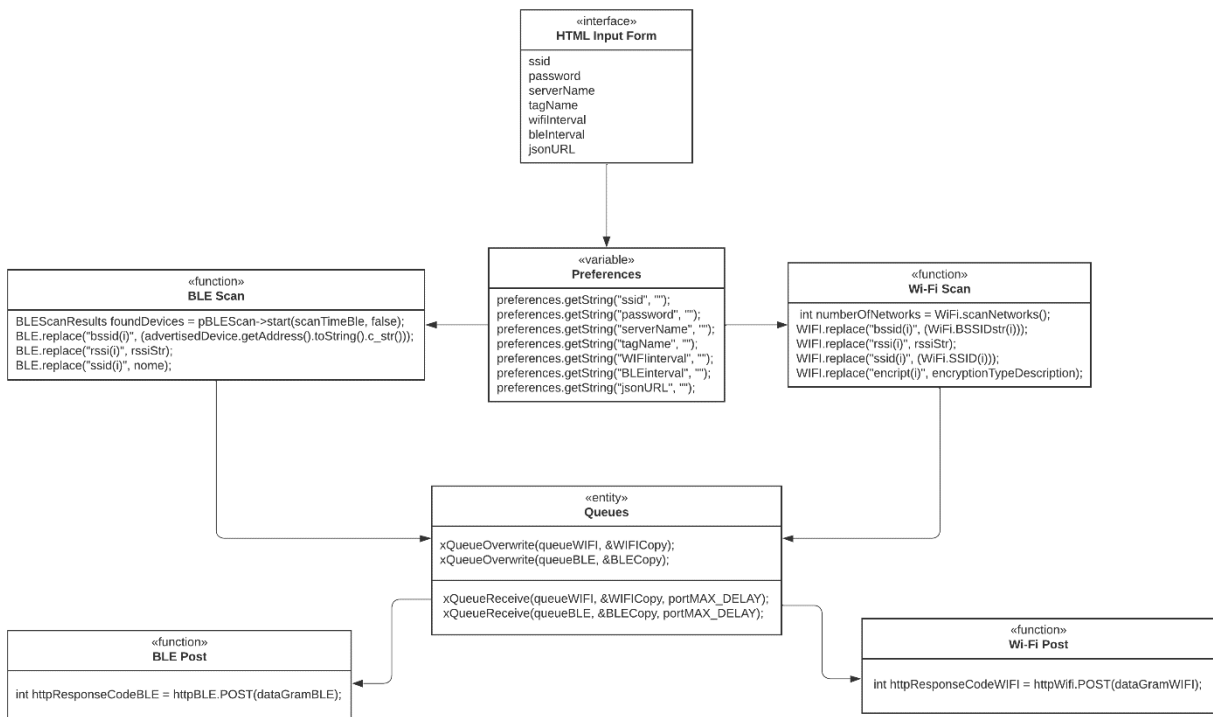 «interface»
HTML Input Form
ssid
password
serverName
tagName
wifiInterval
bleInterval
jsonURL
«variable»
Preferences
preferences.getString("ssid", "");
preferences.getString("password", "");
preferences.getString("serverName", "");
preferences.getString("tagName", "");
preferences.getString("WIFIinterval", "");
preferences.getString("BLEinterval", "");
preferences.getString("jsonURL", "");
«function»
BLE Scan
BLEScanResults foundDevices = pBLEScan->start(scanTimeBle, false);
BLE.replace("bssid(i)", (advertisedDevice.getAddress().toString().c_str()));
BLE.replace("rssi(i)", rssiStr);
BLE.replace("ssid(i)", nome);
«function»
Wi-Fi Scan
int numberOfNetworks = WiFi.scanNetworks();
WIFI.replace("bssid(i)", (WiFi.BSSIDstr(i)));
WIFI.replace("rssi(i)", rssiStr);
WIFI.replace("ssid(i)", (WiFi.SSID(i)));
WIFI.replace("encript(i)", encryptionTypeDescription);
«entity»
Queues
xQueueOverwrite(queueWIFI, &WIFICopy);
xQueueOverwrite(queueBLE, &BLECopy);
xQueueReceive(queueWIFI, &WIFICopy, portMAX_DELAY);
xQueueReceive(queueBLE, &BLECopy, portMAX_DELAY);
«function»
BLE Post
int httpResponseCodeBLE = httpBLE.POST(dataGramBLE);
«function»
Wi-Fi Post
int httpResponseCodeWIFI = httpWifi.POST(dataGramWIFI);